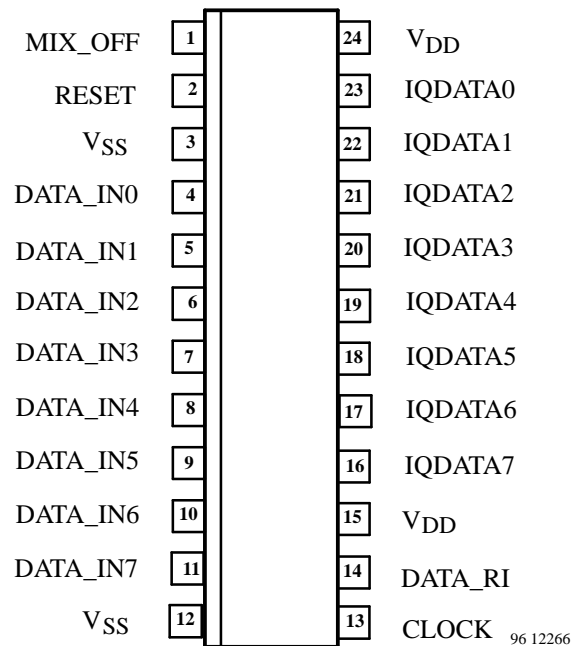 MIX_OFF 1 24 VDD
RESET 2 23 IQDATA0
VSS 3 22 IQDATA1
DATA_IN0 4 21 IQDATA2
DATA_IN1 5 20 IQDATA3
DATA_IN2 6 19 IQDATA4
DATA_IN3 7 18 IQDATA5
DATA_IN4 8 17 IQDATA6
DATA_IN5 9 16 IQDATA7
DATA_IN6 10 15 VDD
DATA_IN7 11 14 DATA_RI
VSS 12 13 CLOCK
96 12266